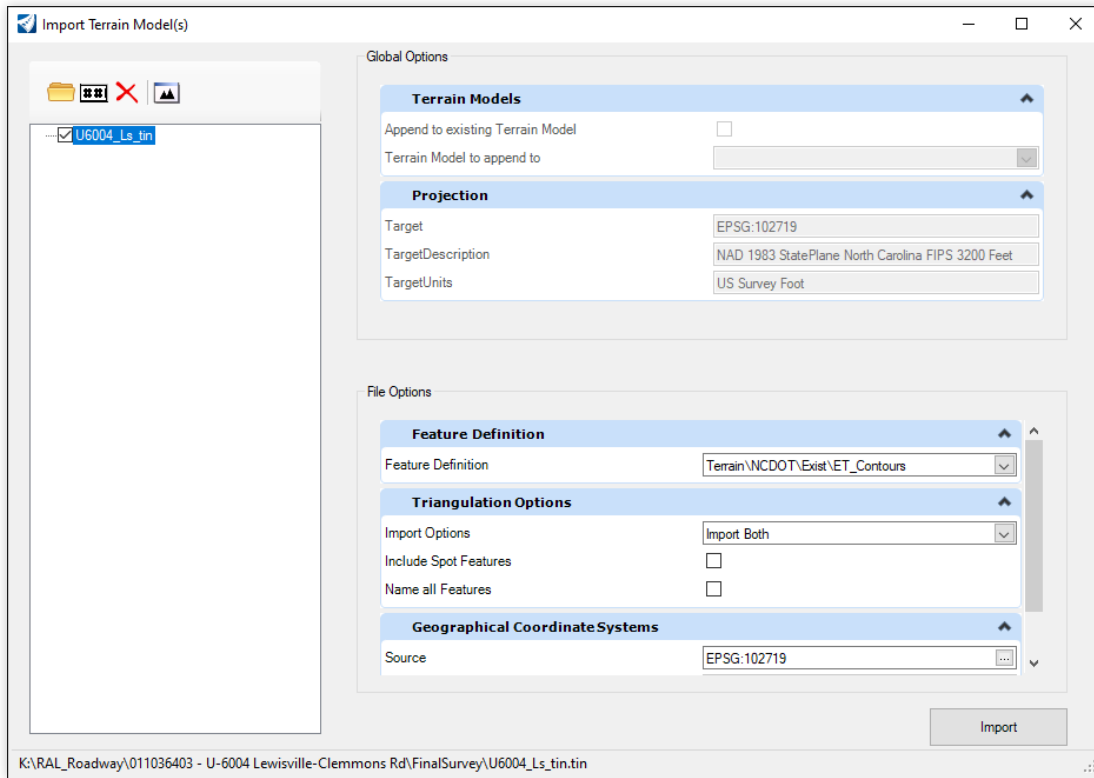 Import Terrain Model(s)
U6004_Ls_tin
Global Options
Terrain Models
Append to existing Terrain Model
Terrain Model to append to
Projection
Target EPSG:102719
TargetDescription NAD 1983 StatePlane North Carolina FIPS 3200 Feet
TargetUnits US Survey Foot
File Options
Feature Definition
Feature Definition Terrain\NCDOT\Exist\ET_Contours
Triangulation Options
Import Options Import Both
Include Spot Features
Name all Features
Geographical Coordinate Systems
Source EPSG:102719 ...
Import
K:\RAL_Roadway\011036403 - U-6004 Lewisville-Clemmons Rd\FinalSurvey\U6004_Ls_tin.tin